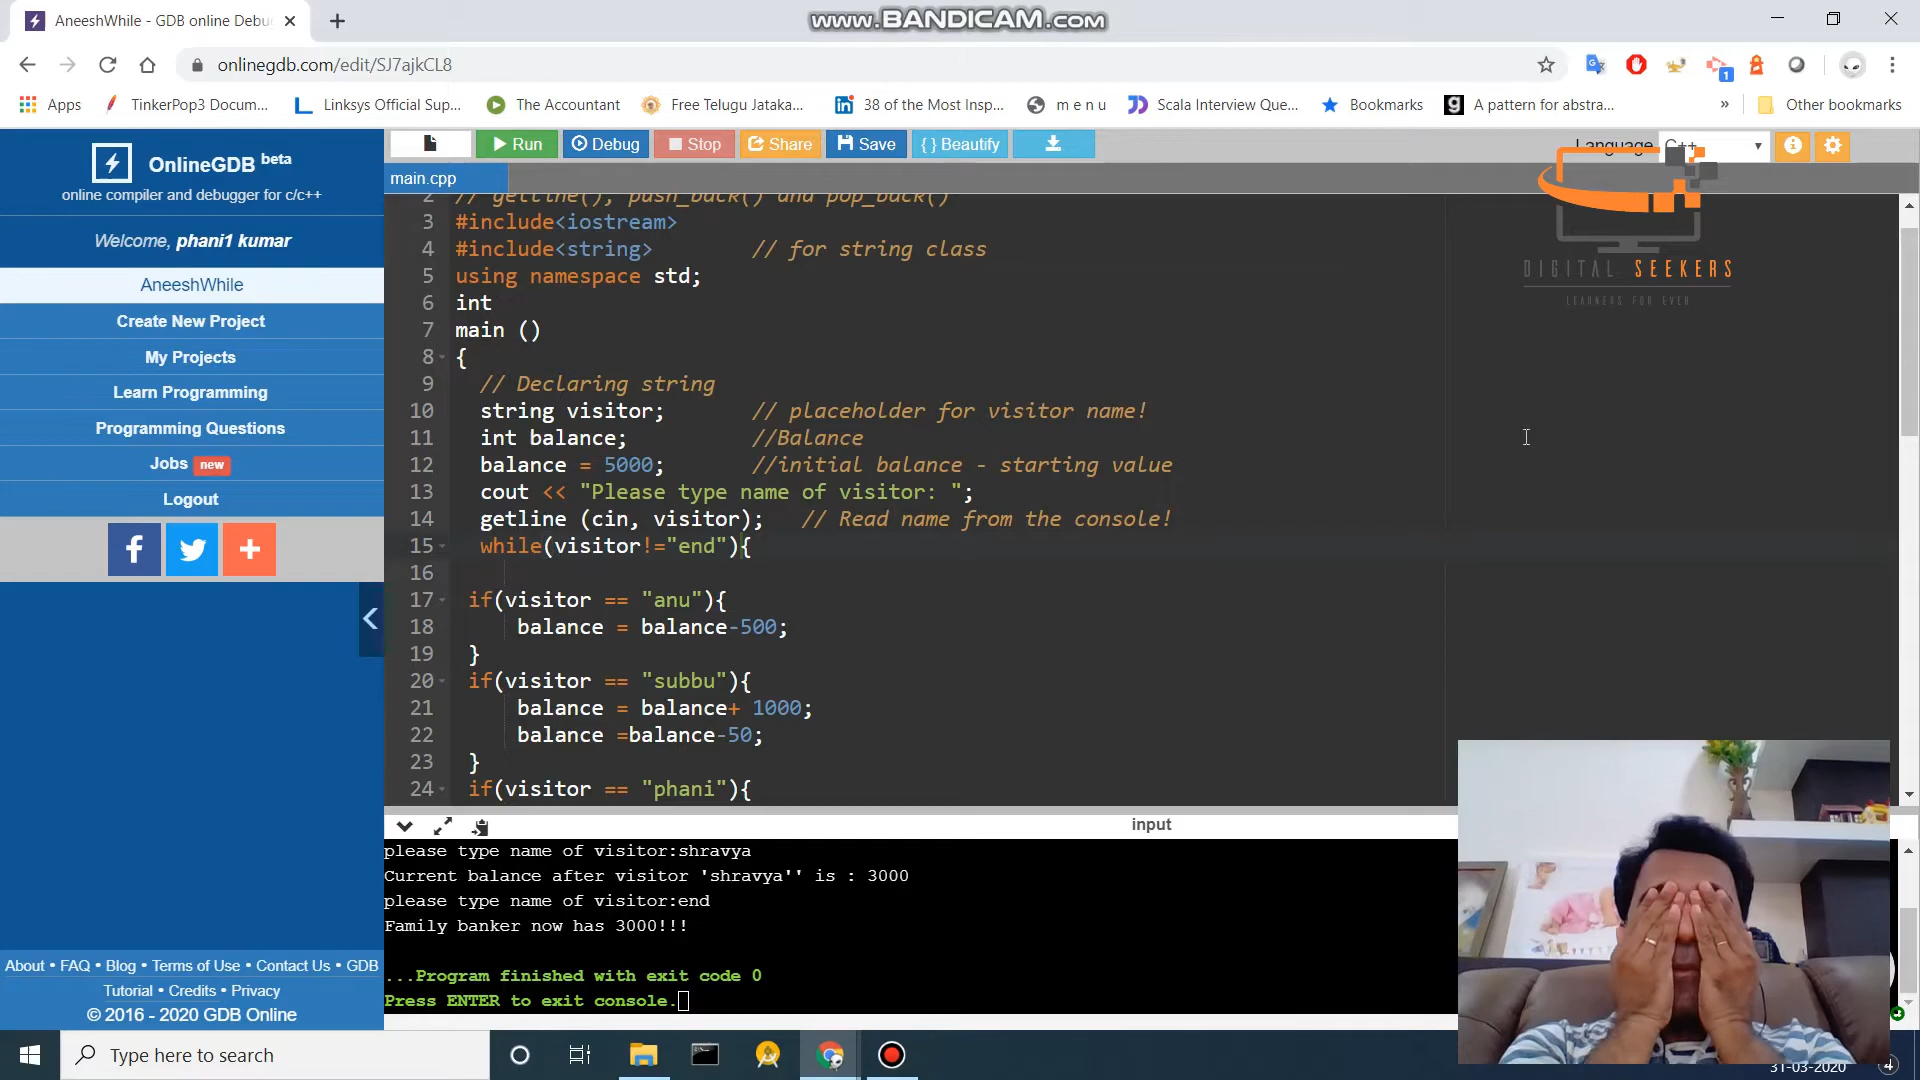 AneeshWhile - GDB online Debu
www.BANDICAM.com
onlinegdb.com/edit/SJ7ajkCL8
1
Apps
TinkerPop3 Docum...
Linksys Official Sup...
The Accountant
Free Telugu Jataka...
38 of the Most Insp...
m e n u
Scala Interview Que...
Bookmarks
A pattern for abstra...
»
Other bookmarks
OnlineGDB beta
online compiler and debugger for c/c++
Welcome, phani1 kumar
AneeshWhile
Create New Project
My Projects
Learn Programming
Programming Questions
Jobs new
Logout
About • FAQ • Blog • Terms of Use • Contact Us • GDB
Tutorial • Credits • Privacy
© 2016 - 2020 GDB Online
Run
Debug
Stop
Share
Save
{ } Beautify
Language C++
main.cpp
DIGITAL SEEKERS
LEARNERS FOR EVER
2 // getline(), push_back() and pop_back()
3 #include<iostream>
4 #include<string> // for string class
5 using namespace std;
6 int
7 main ()
8 {
9 // Declaring string
10 string visitor; // placeholder for visitor name!
11 int balance; //Balance
12 balance = 5000; //initial balance - starting value
13 cout << "Please type name of visitor: ";
14 getline (cin, visitor); // Read name from the console!
15 while(visitor!="end"){
16
17 if(visitor == "anu"){
18 balance = balance-500;
19 }
20 if(visitor == "subbu"){
21 balance = balance+ 1000;
22 balance =balance-50;
23 }
24 if(visitor == "phani"){
input
please type name of visitor:shravya
Current balance after visitor 'shravya'' is : 3000
please type name of visitor:end
Family banker now has 3000!!!
...Program finished with exit code 0
Press ENTER to exit console.
Type here to search
31-03-2020
4